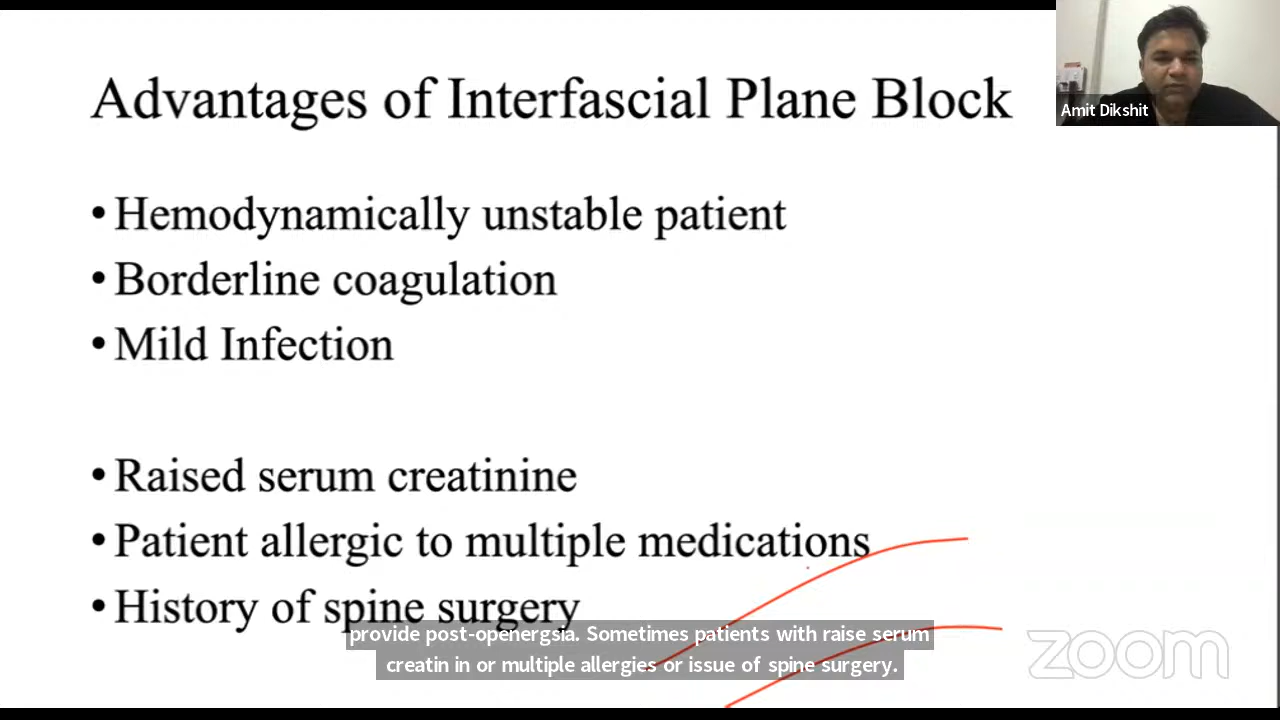 Advantages of Interfascial Plane Block
Amit Dikshit
• Hemodynamically unstable patient
• Borderline coagulation
• Mild Infection
• Raised serum creatinine
• Patient allergic to multiple medications
• History of spine surgery
provide post-openergsia. Sometimes patients with raise serum
creatin in or multiple allergies or issue of spine surgery.
zoom